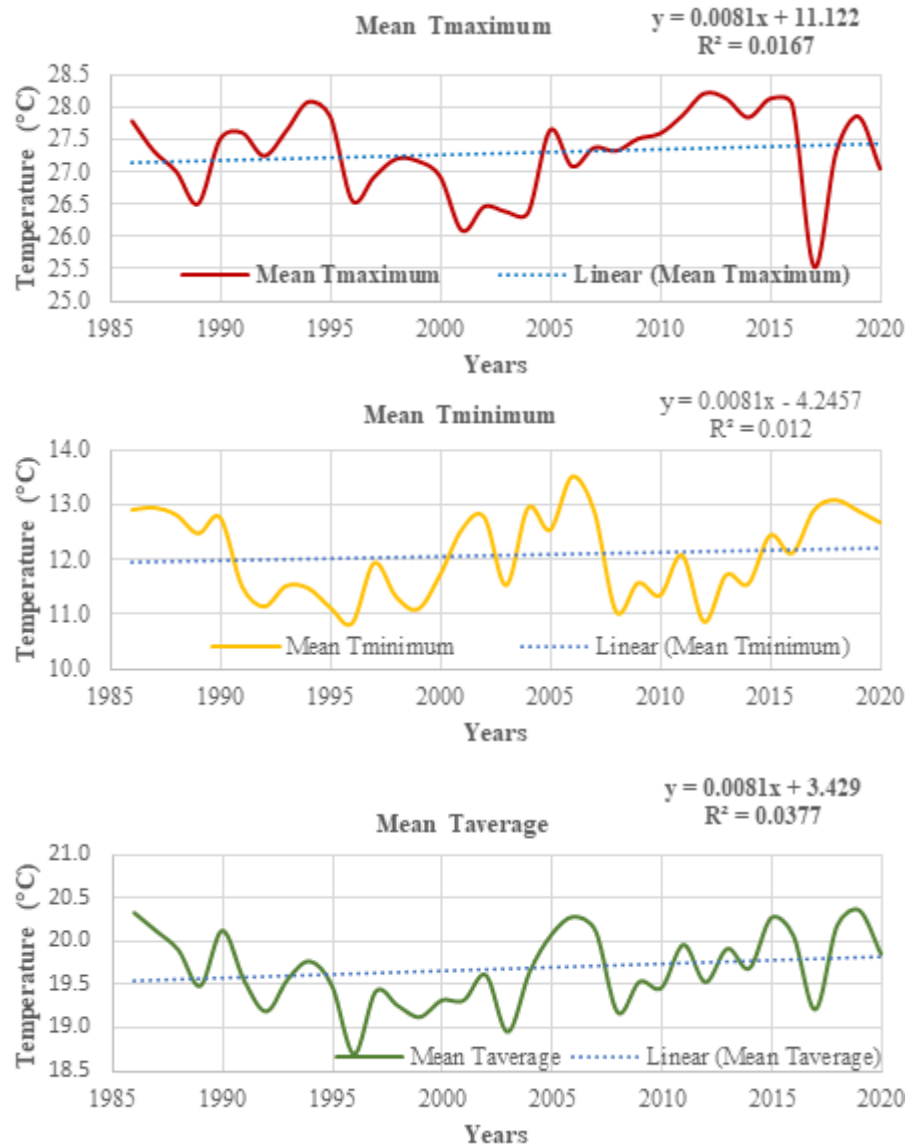 Mean Tmaximum
y = 0.0081x + 11.122
R² = 0.0167
Temperature (°C)
28.5
28.0
27.5
27.0
26.5
26.0
25.5
25.0
Mean Tmaximum
Linear (Mean Tmaximum)
1985 1990 1995 2000 2005 2010 2015 2020
Years
Mean Tminimum
y = 0.0081x - 4.2457
R² = 0.012
Temperature (°C)
14.0
13.0
12.0
11.0
10.0
Mean Tminimum
Linear (Mean Tminimum)
1985 1990 1995 2000 2005 2010 2015 2020
Years
y = 0.0081x + 3.429
R² = 0.0377
Mean Taverage
Temperature (°C)
21.0
20.5
20.0
19.5
19.0
18.5
Mean Taverage
Linear (Mean Taverage)
1985 1990 1995 2000 2005 2010 2015 2020
Years